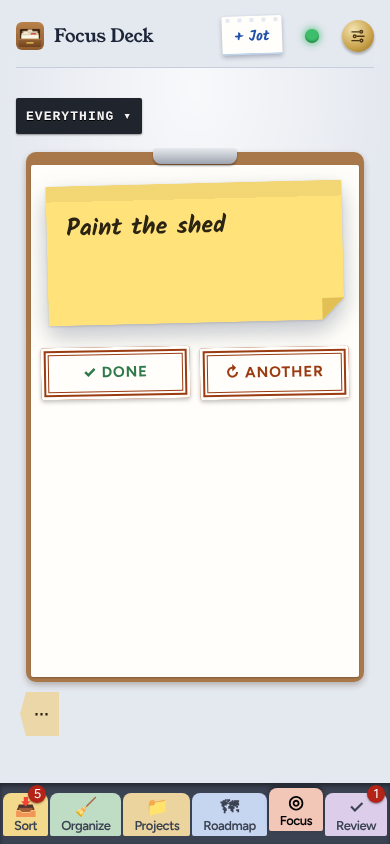 Focus Deck
+ Jot
EVERYTHING ▾
Paint the shed
✓ DONE
↻ ANOTHER
...
5
1
Sort
Organize
Projects
Roadmap
Focus
Review